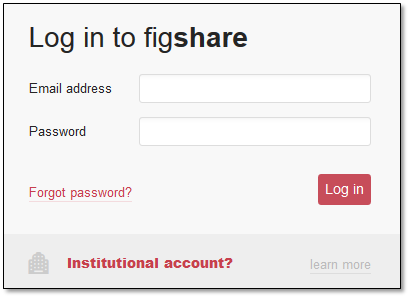 Log in to figshare
Email address
Password
Forgot password?
Log in
Institutional account?
learn more